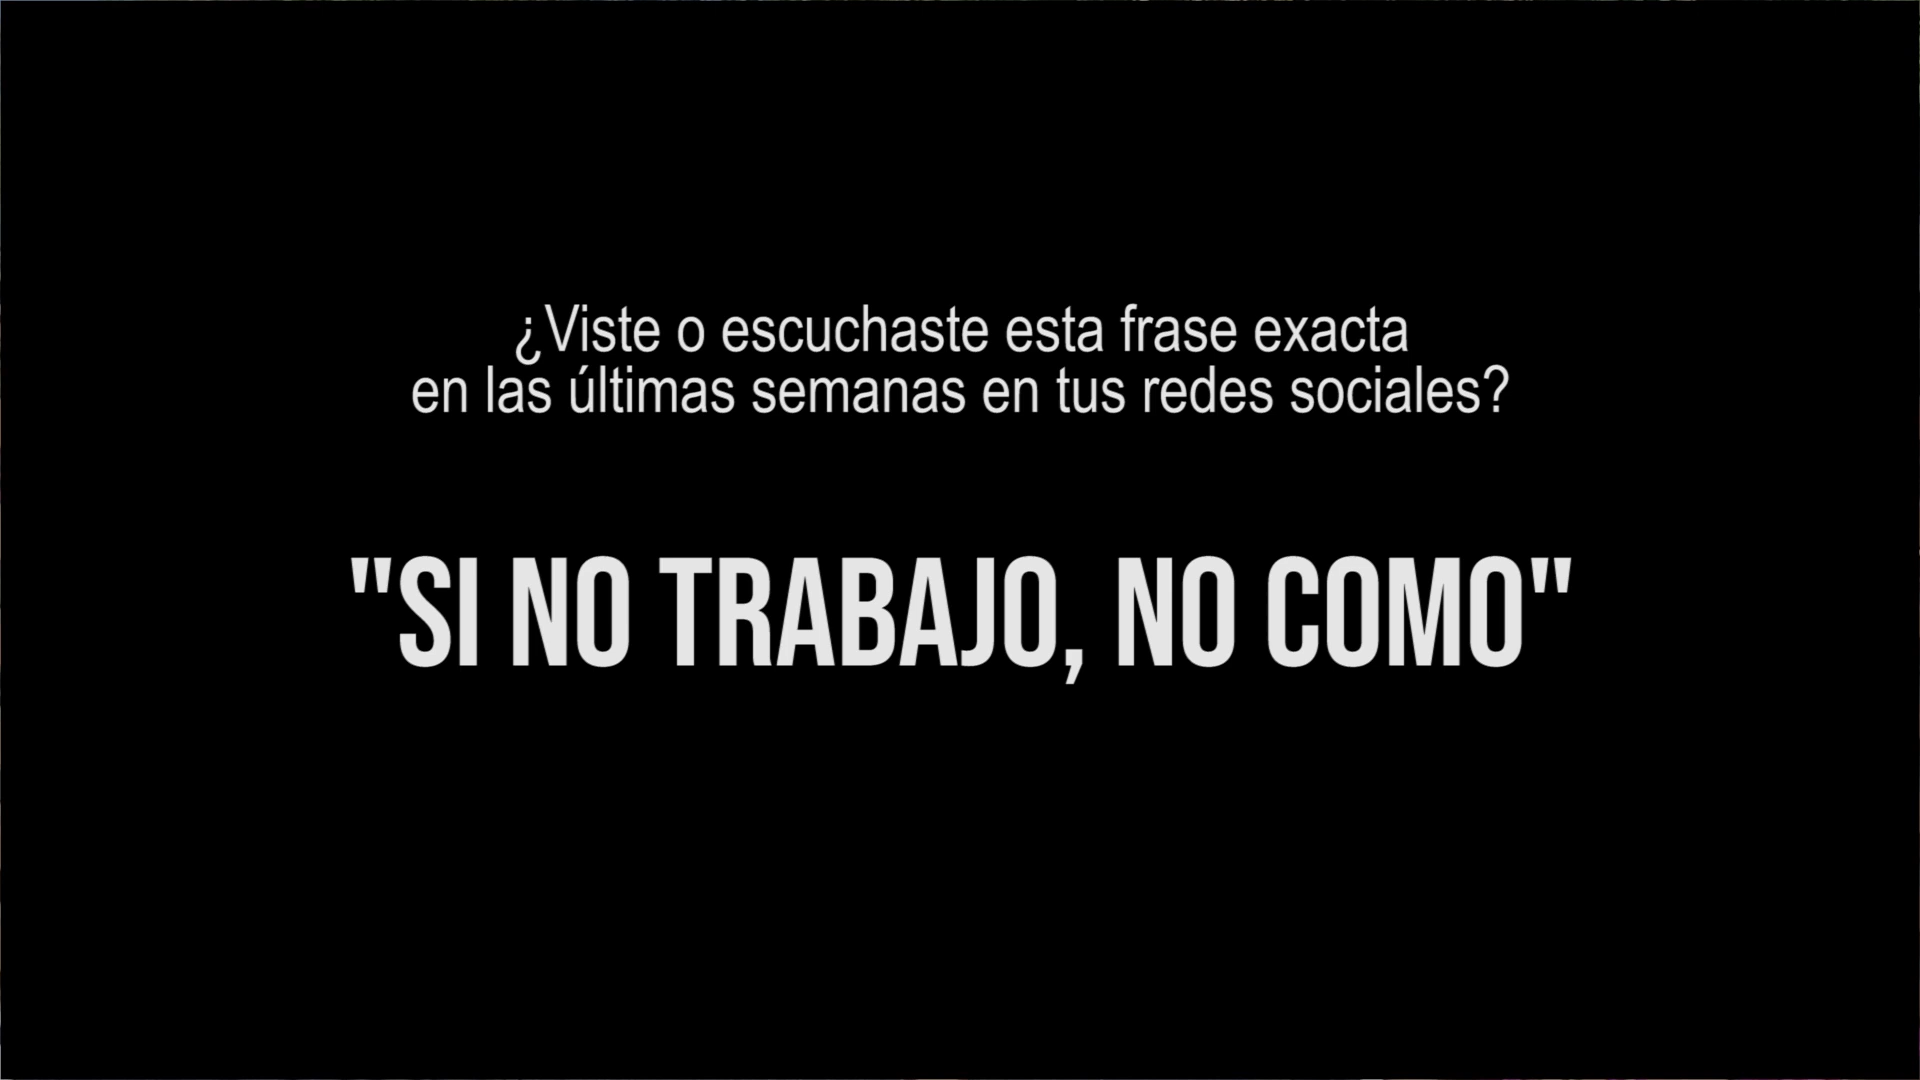 ¿Viste o escuchaste esta frase exacta
en las últimas semanas en tus redes sociales?
"SI NO TRABAJO, NO COMO"